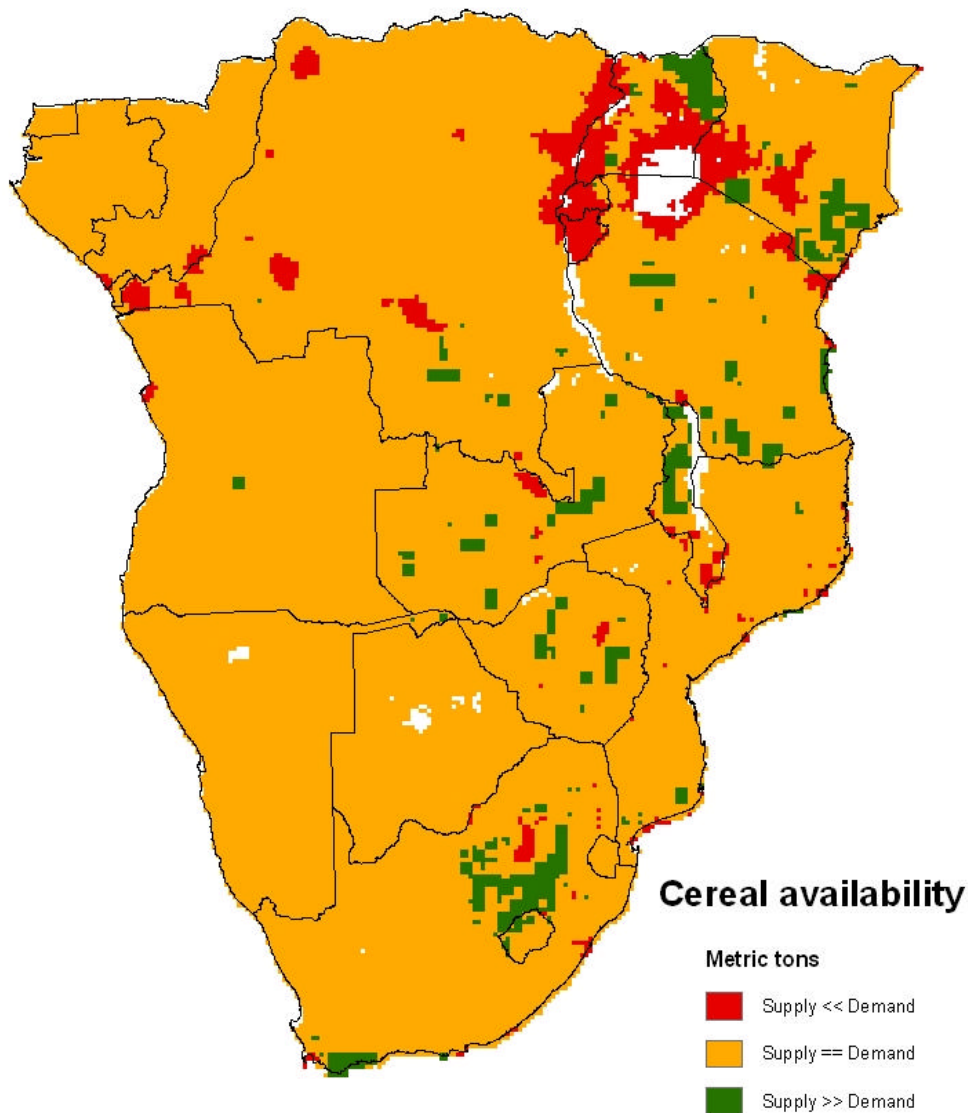 Cereal availability
Metric tons
Supply << Demand
Supply == Demand
Supply >> Demand